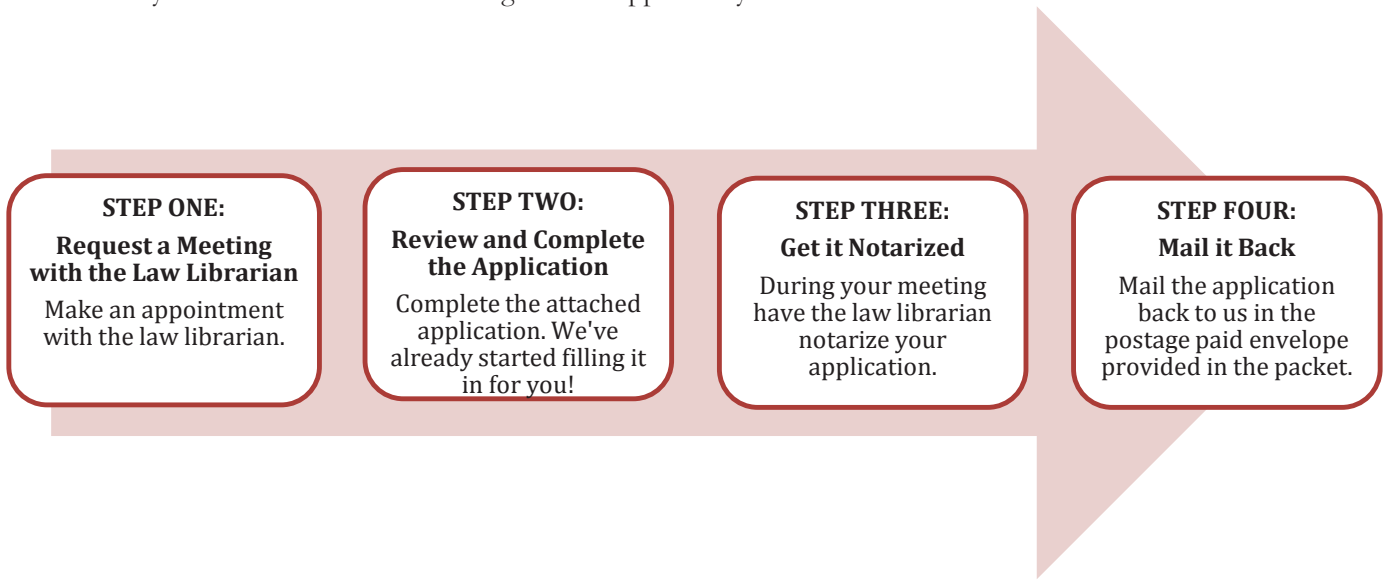 STEP ONE:
Request a Meeting
with the Law Librarian
Make an appointment
with the law librarian.
STEP TWO:
Review and Complete
the Application
Complete the attached
application. We've
already started filling it
in for you!
STEP THREE:
Get it Notarized
During your meeting
have the law librarian
notarize your
application.
STEP FOUR:
Mail it Back
Mail the application
back to us in the
postage paid envelope
provided in the packet.